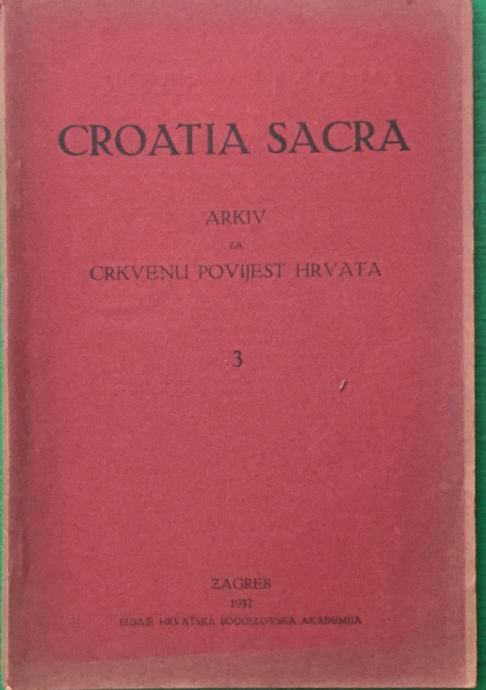 CROATIA SACRA
ARKIV
ZA
CRKVENU POVIJEST HRVATA
3
ZAGREB
1932
IZDAJE HRVATSKA BOGOSLOVSKA AKADEMIJA